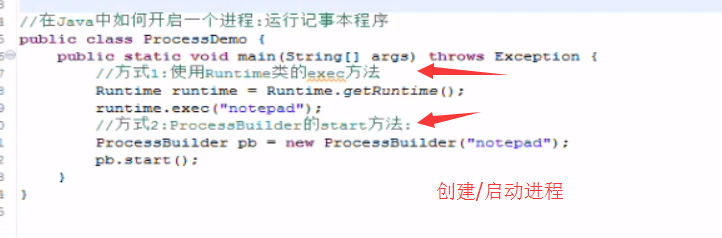 //在Java中如何开启一个进程:运行记事本程序
public class ProcessDemo {
public static void main(String[] args) throws Exception {
//方式1:使用Runtime类的exec方法
Runtime runtime = Runtime.getRuntime();
runtime.exec("notepad");
//方式2:ProcessBuilder的start方法:
ProcessBuilder pb = new ProcessBuilder("notepad");
pb.start();
}
创建/启动进程
}